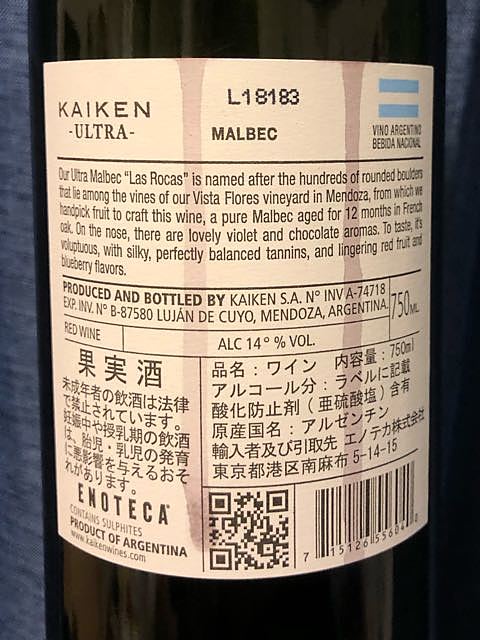 KAIKEN
-ULTRA-
L18183
MALBEC
VINO ARGENTINO
BEBIDA NACIONAL
Our Ultra Malbec "Las Rocas" is named after the hundreds of rounded boulders
that lie among the vines of our Vista Flores vineyard in Mendoza, from which we
handpick fruit to craft this wine, a pure Malbec aged for 12 months in French
oak. On the nose, there are lovely violet and chocolate aromas. To taste, it's
voluptuous, with silky, perfectly balanced tannins, and lingering red fruit and
blueberry flavors.
PRODUCED AND BOTTLED BY KAIKEN S.A. N° INV A-74718
EXP. INV. N° B-87580 LUJÁN DE CUYO, MENDOZA, ARGENTINA.
750ML
RED WINE
ALC 14° % VOL.
果実酒
未成年者の飲酒は法律
で禁止されています。
妊娠中や授乳期の飲酒
は、胎児・乳児の発育
に悪影響を与えるおそ
れがあります。
ENOTECA
CONTAINS SULPHITES
PRODUCT OF ARGENTINA
www.kaikenwines.com
品名：ワイン 内容量：750ml
アルコール分：ラベルに記載
酸化防止剤（亜硫酸塩）含有
原産国名：アルゼンチン
輸入者及び引取先 エノテカ株式会社
東京都港区南麻布 5-14-15
7 15126 55604 0